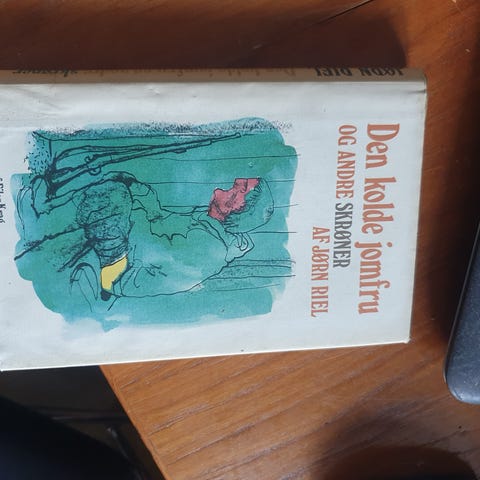 Den kolde jomfru
OG ANDRE SKRØNER
AF JØRN RIEL
JØRN RIEL